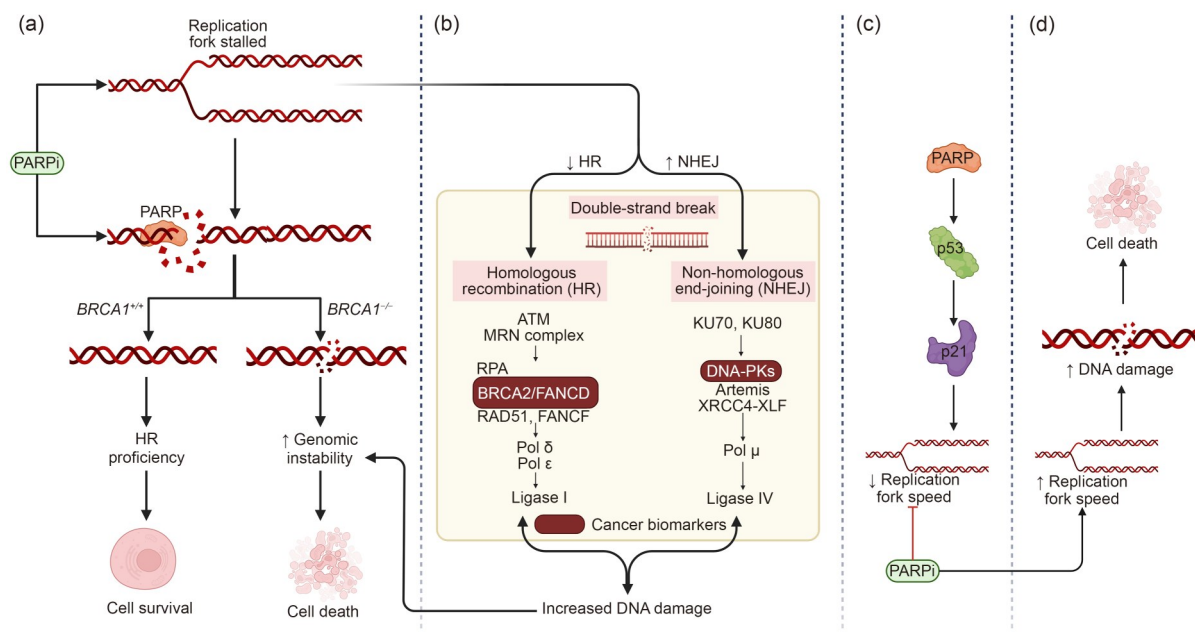 (a)
Replication
fork stalled
PARPi
PARP
BRCA1+/+
BRCA1−/−
HR
proficiency
↑ Genomic
instability
Cell survival
Cell death
(b)
↓ HR
↑ NHEJ
Double-strand break
Homologous
recombination (HR)
Non-homologous
end-joining (NHEJ)
ATM
MRN complex
RPA
BRCA2/FANCD
RAD51, FANCF
Pol δ
Pol ε
Ligase I
KU70, KU80
DNA-PKs
Artemis
XRCC4-XLF
Pol μ
Ligase IV
Cancer biomarkers
Increased DNA damage
(c)
PARP
p53
p21
↓ Replication
fork speed
PARPi
(d)
Cell death
↑ DNA damage
↑ Replication
fork speed